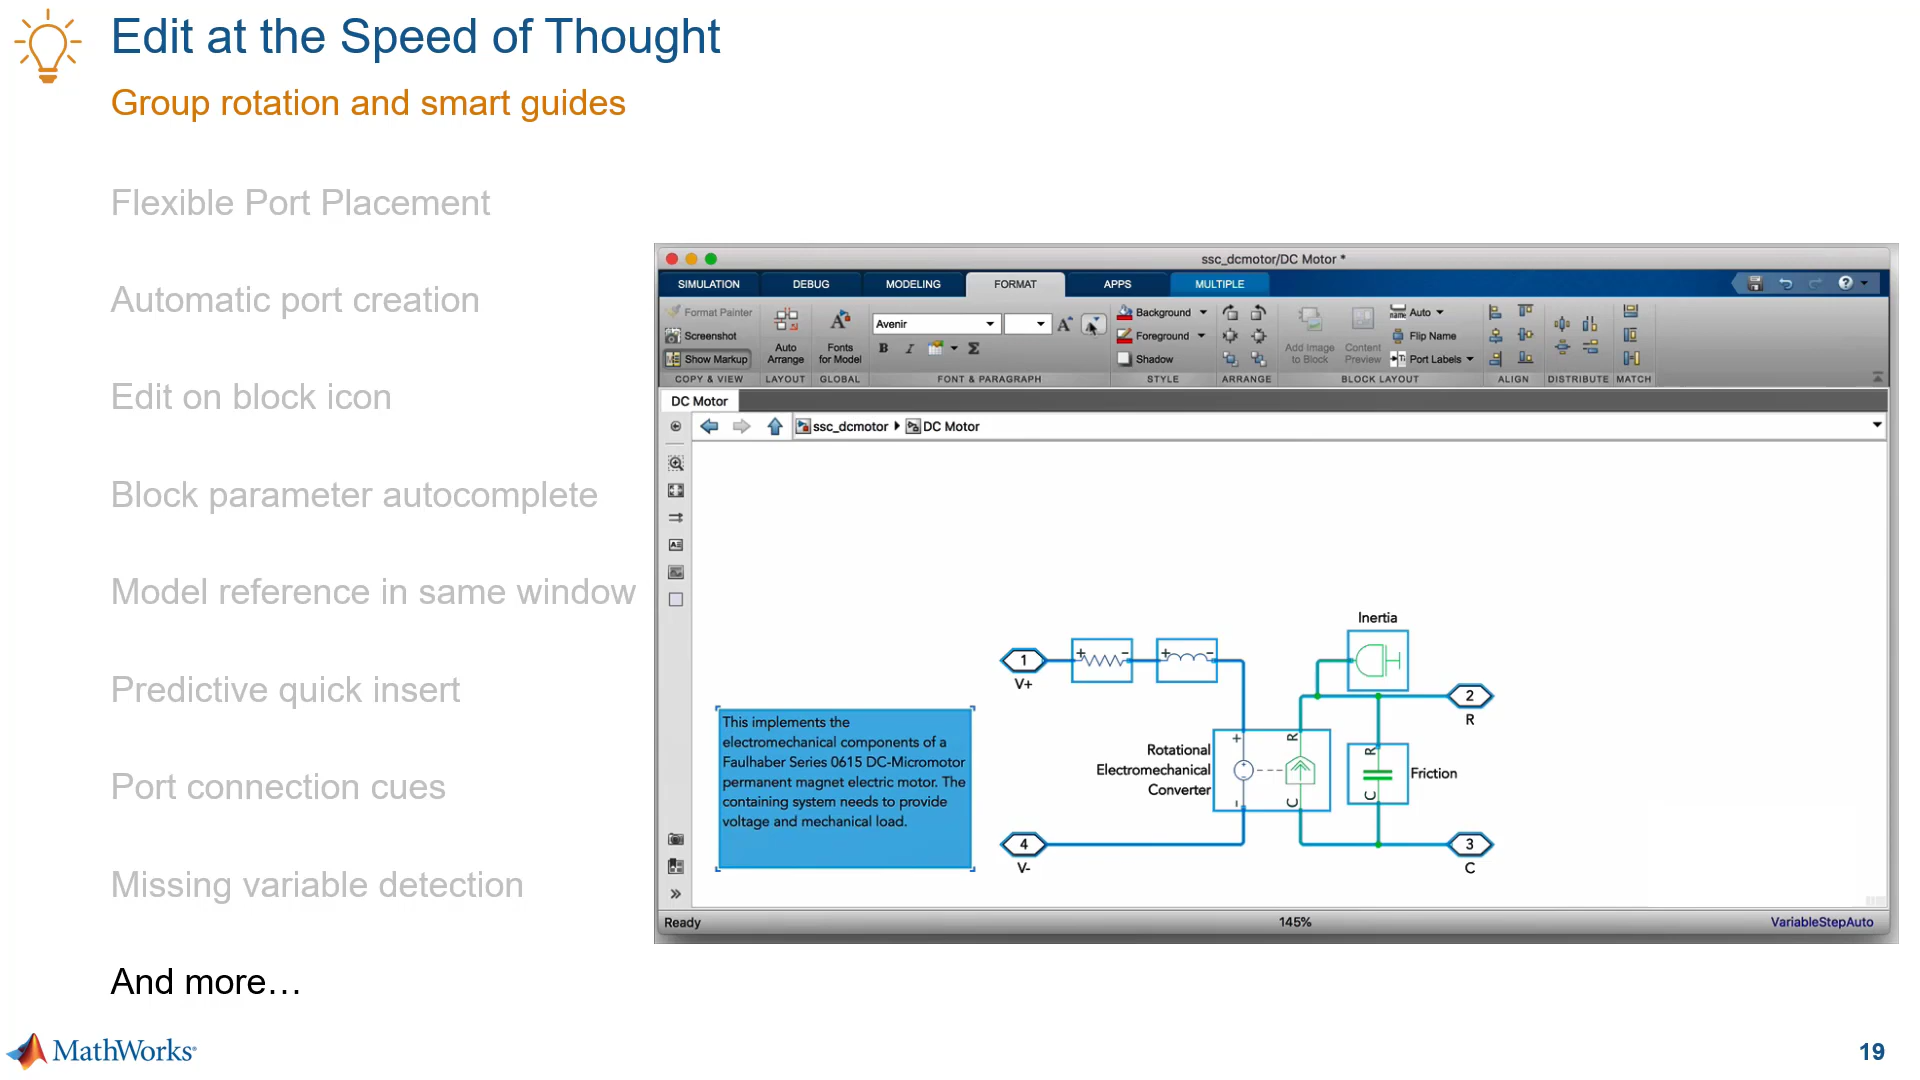 Edit at the Speed of Thought
Group rotation and smart guides
Flexible Port Placement
Automatic port creation
Edit on block icon
Block parameter autocomplete
Model reference in same window
Predictive quick insert
Port connection cues
Missing variable detection
And more…
ssc_dcmotor/DC Motor *
SIMULATION DEBUG MODELING FORMAT APPS MULTIPLE
Format Painter
Screenshot
Show Markup
COPY & VIEW
Auto
Arrange
LAYOUT
Fonts
for Model
GLOBAL
Avenir
B I Σ
FONT & PARAGRAPH
Background
Foreground
Shadow
STYLE
ARRANGE
Add Image
to Block
Content
Preview
Auto
Flip Name
Port Labels
BLOCK LAYOUT
ALIGN
DISTRIBUTE
MATCH
DC Motor
ssc_dcmotor DC Motor
This implements the
electromechanical components of a
Faulhaber Series 0615 DC-Micromotor
permanent magnet electric motor. The
containing system needs to provide
voltage and mechanical load.
1
V+
+ -
+ -
Inertia
2
R
Rotational
Electromechanical
Converter
+ R
- C
R
C
Friction
4
V-
3
C
Ready
145%
VariableStepAuto
MathWorks®
19